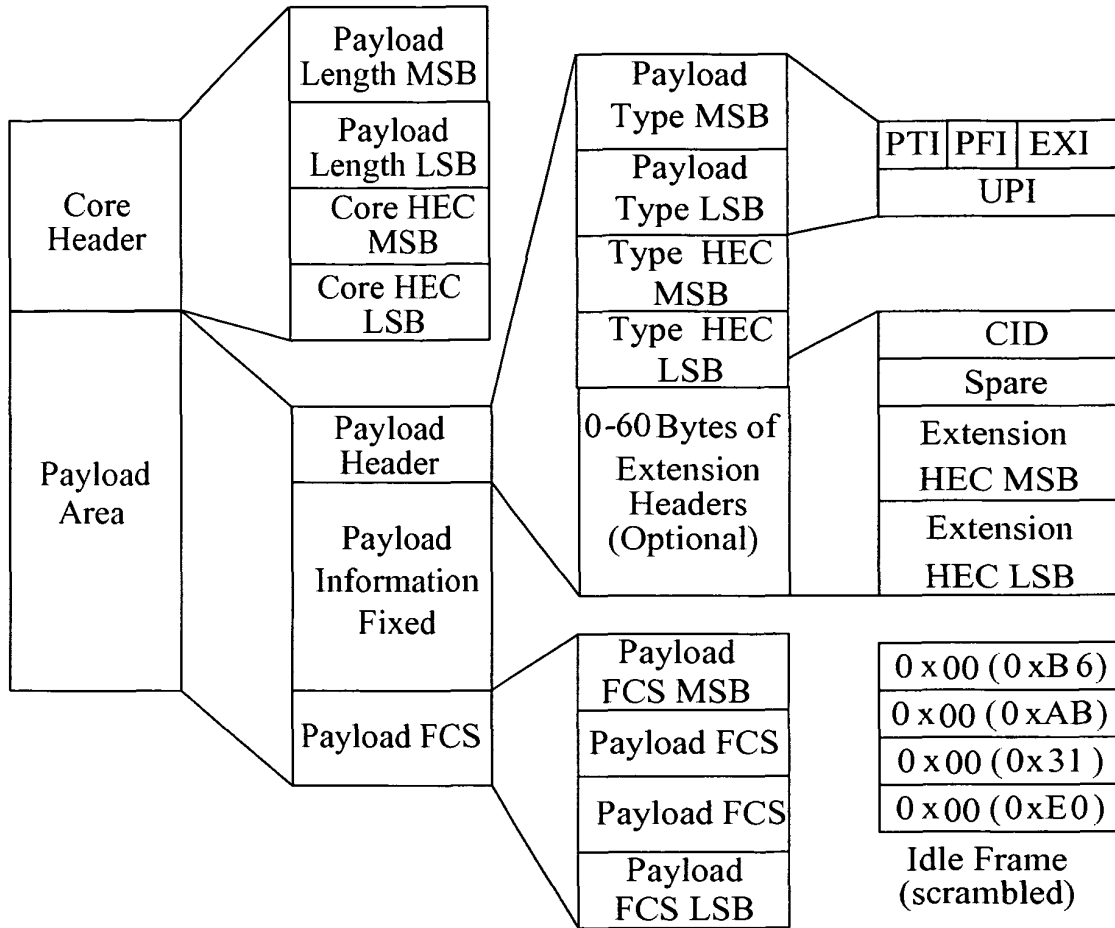 Core
Header
Payload
Area
Payload
Length MSB
Payload
Length LSB
Core HEC
MSB
Core HEC
LSB
Payload
Header
Payload
Information
Fixed
Payload FCS
Payload
Type MSB
Payload
Type LSB
Type HEC
MSB
Type HEC
LSB
0-60 Bytes of
Extension
Headers
(Optional)
Payload
FCS MSB
Payload FCS
Payload FCS
Payload
FCS LSB
PTI PFI EXI
UPI
CID
Spare
Extension
HEC MSB
Extension
HEC LSB
0x00 (0xB6)
0x00 (0xAB)
0x00 (0x31)
0x00 (0xE0)
Idle Frame
(scrambled)